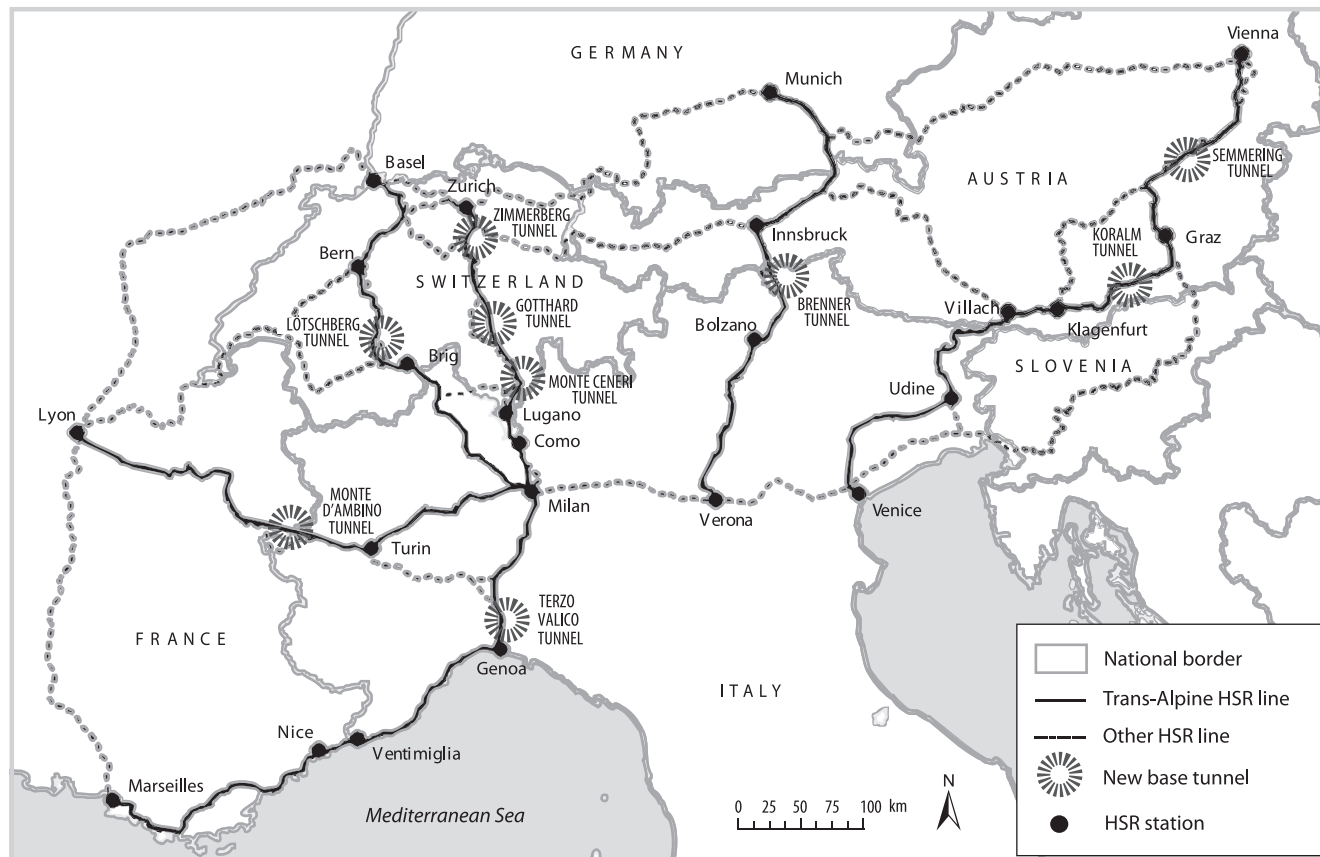 Vienna
GERMANY
Munich
Basel
Zürich
SEMMERING
TUNNEL
AUSTRIA
ZIMMERBERG
TUNNEL
Innsbruck
KORALM
TUNNEL
Graz
Bern
SWITZERLAND
BRENNER
TUNNEL
GOTTHARD
TUNNEL
Villach
LÖTSCHBERG
TUNNEL
Bolzano
Klagenfurt
Brig
MONTE CENERI
TUNNEL
SLOVENIA
Udine
Lyon
Lugano
Como
MONTE
D'AMBINO
TUNNEL
Milan
Verona
Venice
Turin
TERZO
VALICO
TUNNEL
FRANCE
Genoa
ITALY
Nice
Ventimiglia
Marseilles
Mediterranean Sea
0 25 50 75 100 km
N
National border
Trans-Alpine HSR line
Other HSR line
New base tunnel
HSR station